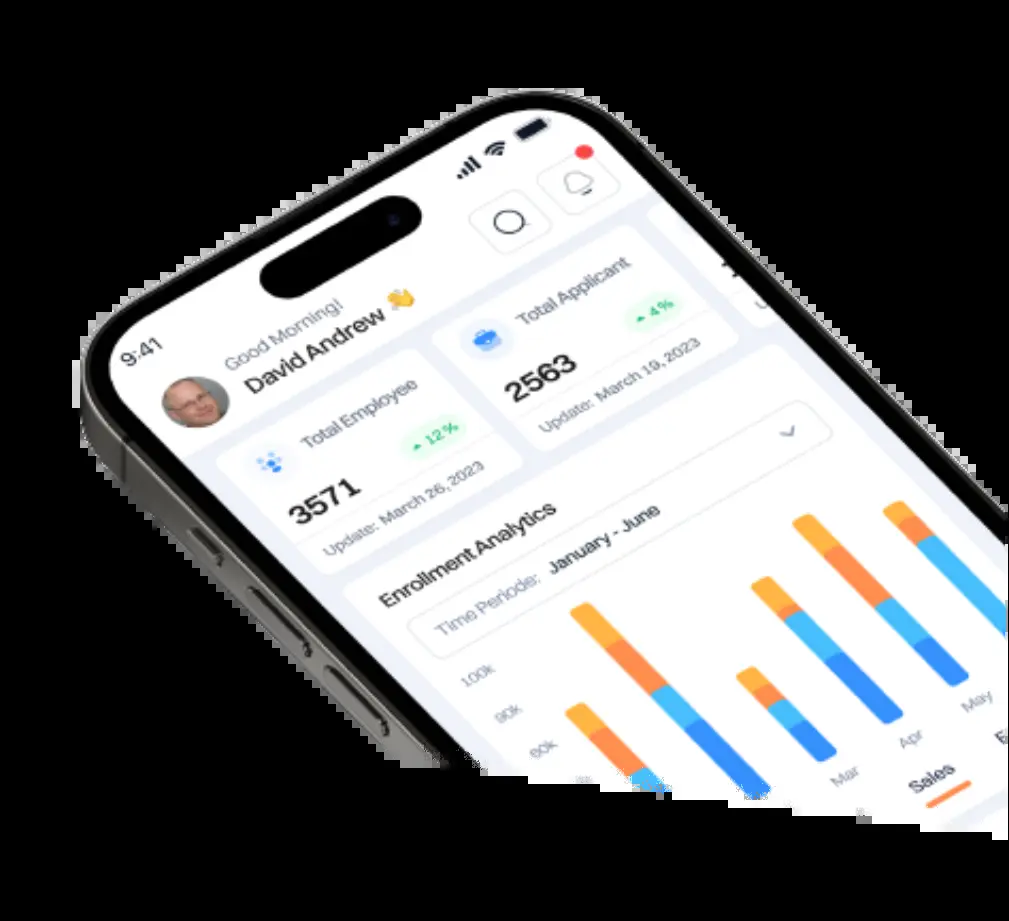 9:41
Good Morning!
David Andrew 👋
Total Employee
3571
12%
Update: March 26, 2023
Total Applicant
2563
4%
Update: March 19, 2023
Enrollment Analytics
Time Periode: January - June
100k
90k
60k
Mar
Apr
May
Sales